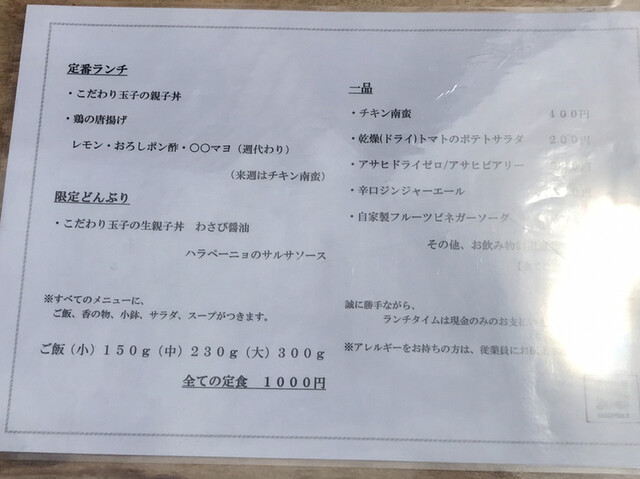 定番ランチ
・こだわり玉子の親子丼
・鶏の唐揚げ
レモン・おろしポン酢・〇〇マヨ（週代わり）
（来週はチキン南蛮）
限定どんぶり
・こだわり玉子の生親子丼　わさび醬油
ハラペーニョのサルサソース
※すべてのメニューに、
ご飯、香の物、小鉢、サラダ、スープがつきます。
ご飯（小）１５０ｇ（中）２３０ｇ（大）３００ｇ
全ての定食　１０００円
一品
・チキン南蛮　４００円
・乾燥(ドライ)トマトのポテトサラダ　２００円
・アサヒドライゼロ/アサヒビアリー
・辛口ジンジャーエール
・自家製フルーツビネガーソーダ
その他、お飲み物
誠に勝手ながら、
ランチタイムは現金のみのお支払い
※アレルギーをお持ちの方は、従業員にお